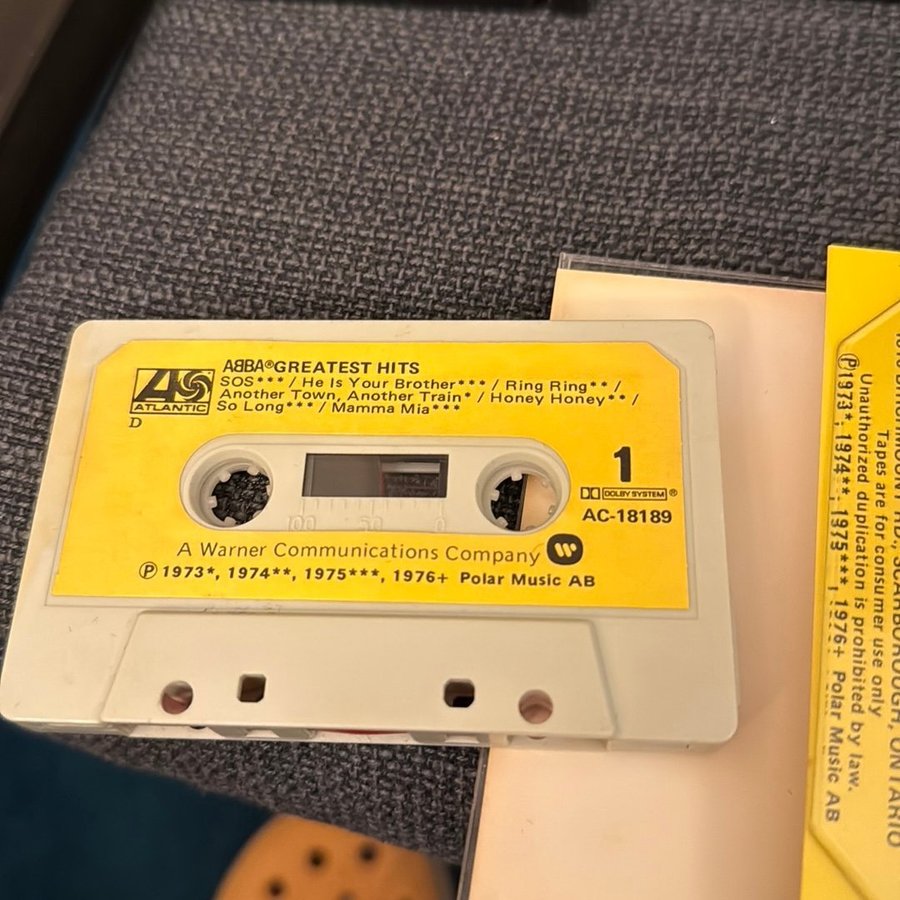 ABBA®GREATEST HITS
SOS*** / He Is Your Brother*** / Ring Ring** /
Another Town, Another Train* / Honey Honey** /
So Long*** / Mamma Mia***
ATLANTIC
D
1
DOLBY SYSTEM®
AC-18189
100 50 0
A Warner Communications Company
Ⓟ 1973*, 1974**, 1975***, 1976+ Polar Music AB
BIRCHMOUNT RD., SCARBOROUGH, ONTARIO
Tapes are for consumer use only
Unauthorized duplication is prohibited by law.
Ⓟ1973*, 1974**, 1975***, 1976+ Polar Music AB